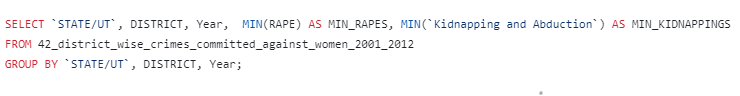 SELECT `STATE/UT`, DISTRICT, Year,  MIN(RAPE) AS MIN_RAPES, MIN(`Kidnapping and Abduction`) AS MIN_KIDNAPPINGS
FROM 42_district_wise_crimes_committed_against_women_2001_2012
GROUP BY `STATE/UT`, DISTRICT, Year;